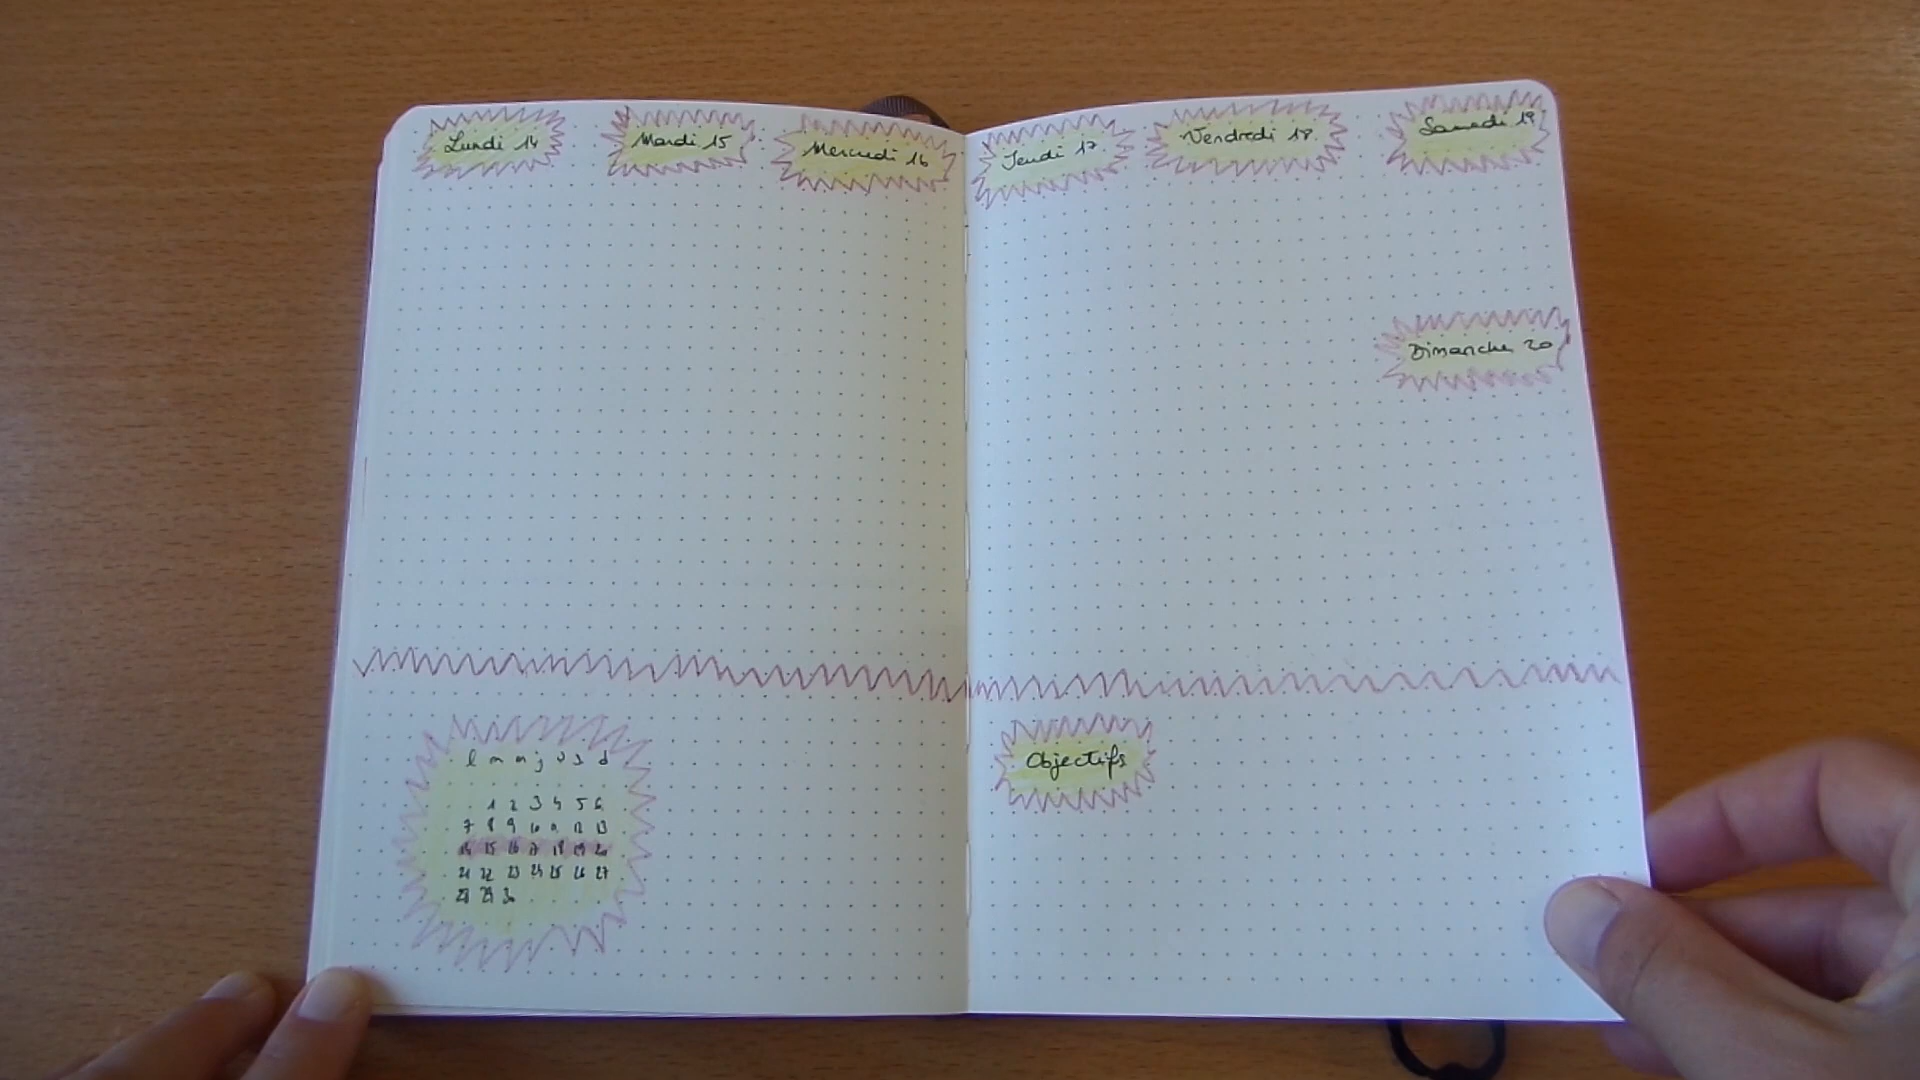 Lundi 14
Mardi 15
Mercredi 16
Jeudi 17
Vendredi 18
Samedi 19
Dimanche 20
l m m j v s d
1 2 3 4 5 6
7 8 9 10 11 12 13
14 15 16 17 18 19 20
21 22 23 24 25 26 27
28 29 30
Objectifs